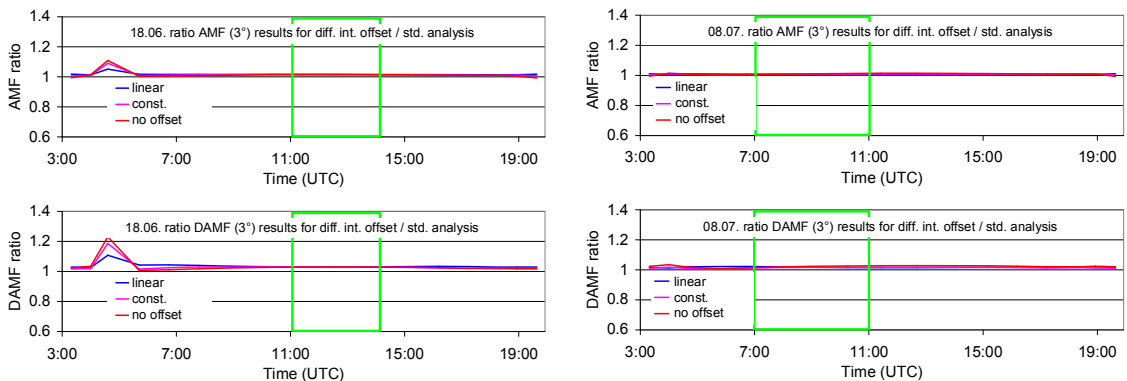 1.4
18.06. ratio AMF (3°) results for diff. int. offset / std. analysis
1.2
1
0.8
0.6
AMF ratio
linear
const.
no offset
3:00 7:00 11:00 15:00 19:00
Time (UTC)
1.4
08.07. ratio AMF (3°) results for diff. int. offset / std. analysis
1.2
1
0.8
0.6
AMF ratio
linear
const.
no offset
3:00 7:00 11:00 15:00 19:00
Time (UTC)
1.4
18.06. ratio DAMF (3°) results for diff. int. offset / std. analysis
1.2
1
0.8
0.6
DAMF ratio
linear
const.
no offset
3:00 7:00 11:00 15:00 19:00
Time (UTC)
1.4
08.07. ratio DAMF (3°) results for diff. int. offset / std. analysis
1.2
1
0.8
0.6
DAMF ratio
linear
const.
no offset
3:00 7:00 11:00 15:00 19:00
Time (UTC)